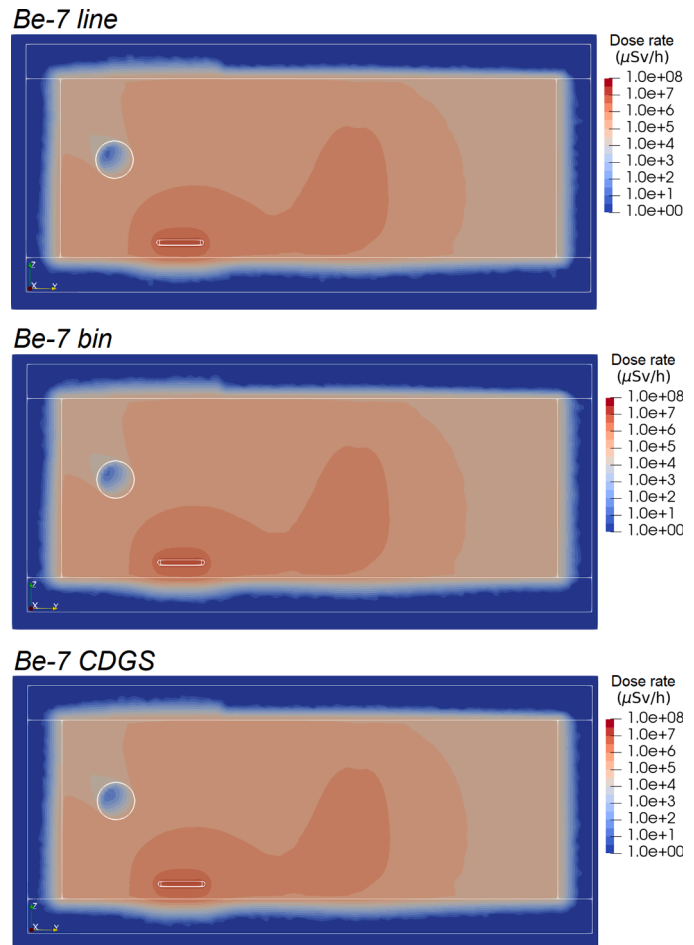 Be-7 line
Dose rate
(μSv/h)
1.0e+08
1.0e+7
1.0e+6
1.0e+5
1.0e+4
1.0e+3
1.0e+2
1.0e+1
1.0e+00
Z
X Y
Be-7 bin
Dose rate
(μSv/h)
1.0e+08
1.0e+7
1.0e+6
1.0e+5
1.0e+4
1.0e+3
1.0e+2
1.0e+1
1.0e+00
Z
X Y
Be-7 CDGS
Dose rate
(μSv/h)
1.0e+08
1.0e+7
1.0e+6
1.0e+5
1.0e+4
1.0e+3
1.0e+2
1.0e+1
1.0e+00
Z
X Y